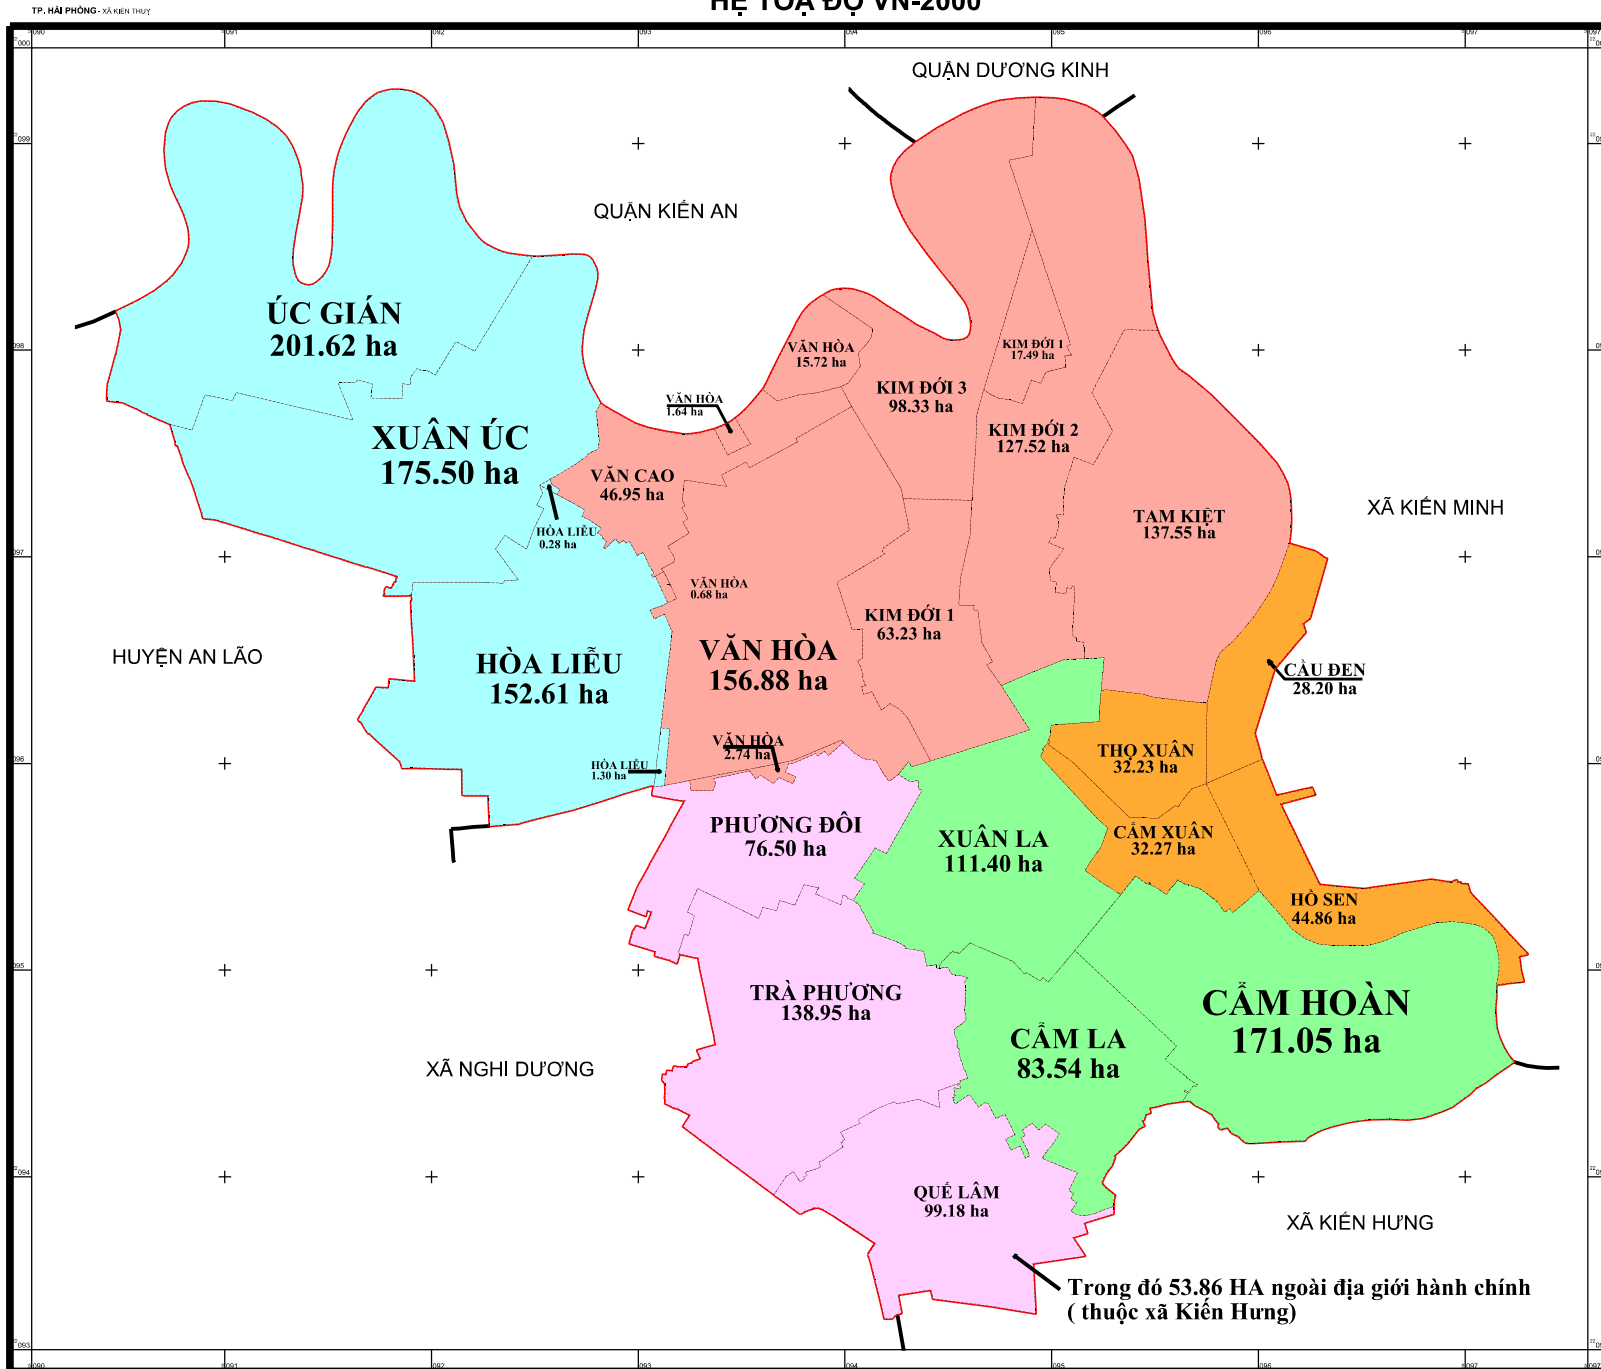 TP. HẢI PHÒNG - XÃ KIẾN THUỴ
HỆ TOẠ ĐỘ VN-2000
QUẬN DƯƠNG KINH
QUẬN KIẾN AN
ÚC GIÁN
201.62 ha
VĂN HÒA
15.72 ha
KIM ĐỚI 1
17.49 ha
KIM ĐỚI 3
98.33 ha
VĂN HÒA
1.64 ha
XUÂN ÚC
175.50 ha
KIM ĐỚI 2
127.52 ha
VĂN CAO
46.95 ha
XÃ KIẾN MINH
TAM KIỆT
137.55 ha
HÒA LIỄU
0.28 ha
VĂN HÒA
0.68 ha
KIM ĐỚI 1
63.23 ha
HUYỆN AN LÃO
HÒA LIỄU
152.61 ha
VĂN HÒA
156.88 ha
CẦU ĐEN
28.20 ha
VĂN HÒA
2.74 ha
THỌ XUÂN
32.23 ha
HÒA LIỄU
1.30 ha
PHƯƠNG ĐÔI
76.50 ha
XUÂN LA
111.40 ha
CẨM XUÂN
32.27 ha
HỒ SEN
44.86 ha
TRÀ PHƯƠNG
138.95 ha
CẨM HOÀN
171.05 ha
CẨM LA
83.54 ha
XÃ NGHI DƯƠNG
QUẾ LÂM
99.18 ha
XÃ KIẾN HƯNG
Trong đó 53.86 HA ngoài địa giới hành chính
( thuộc xã Kiến Hưng)